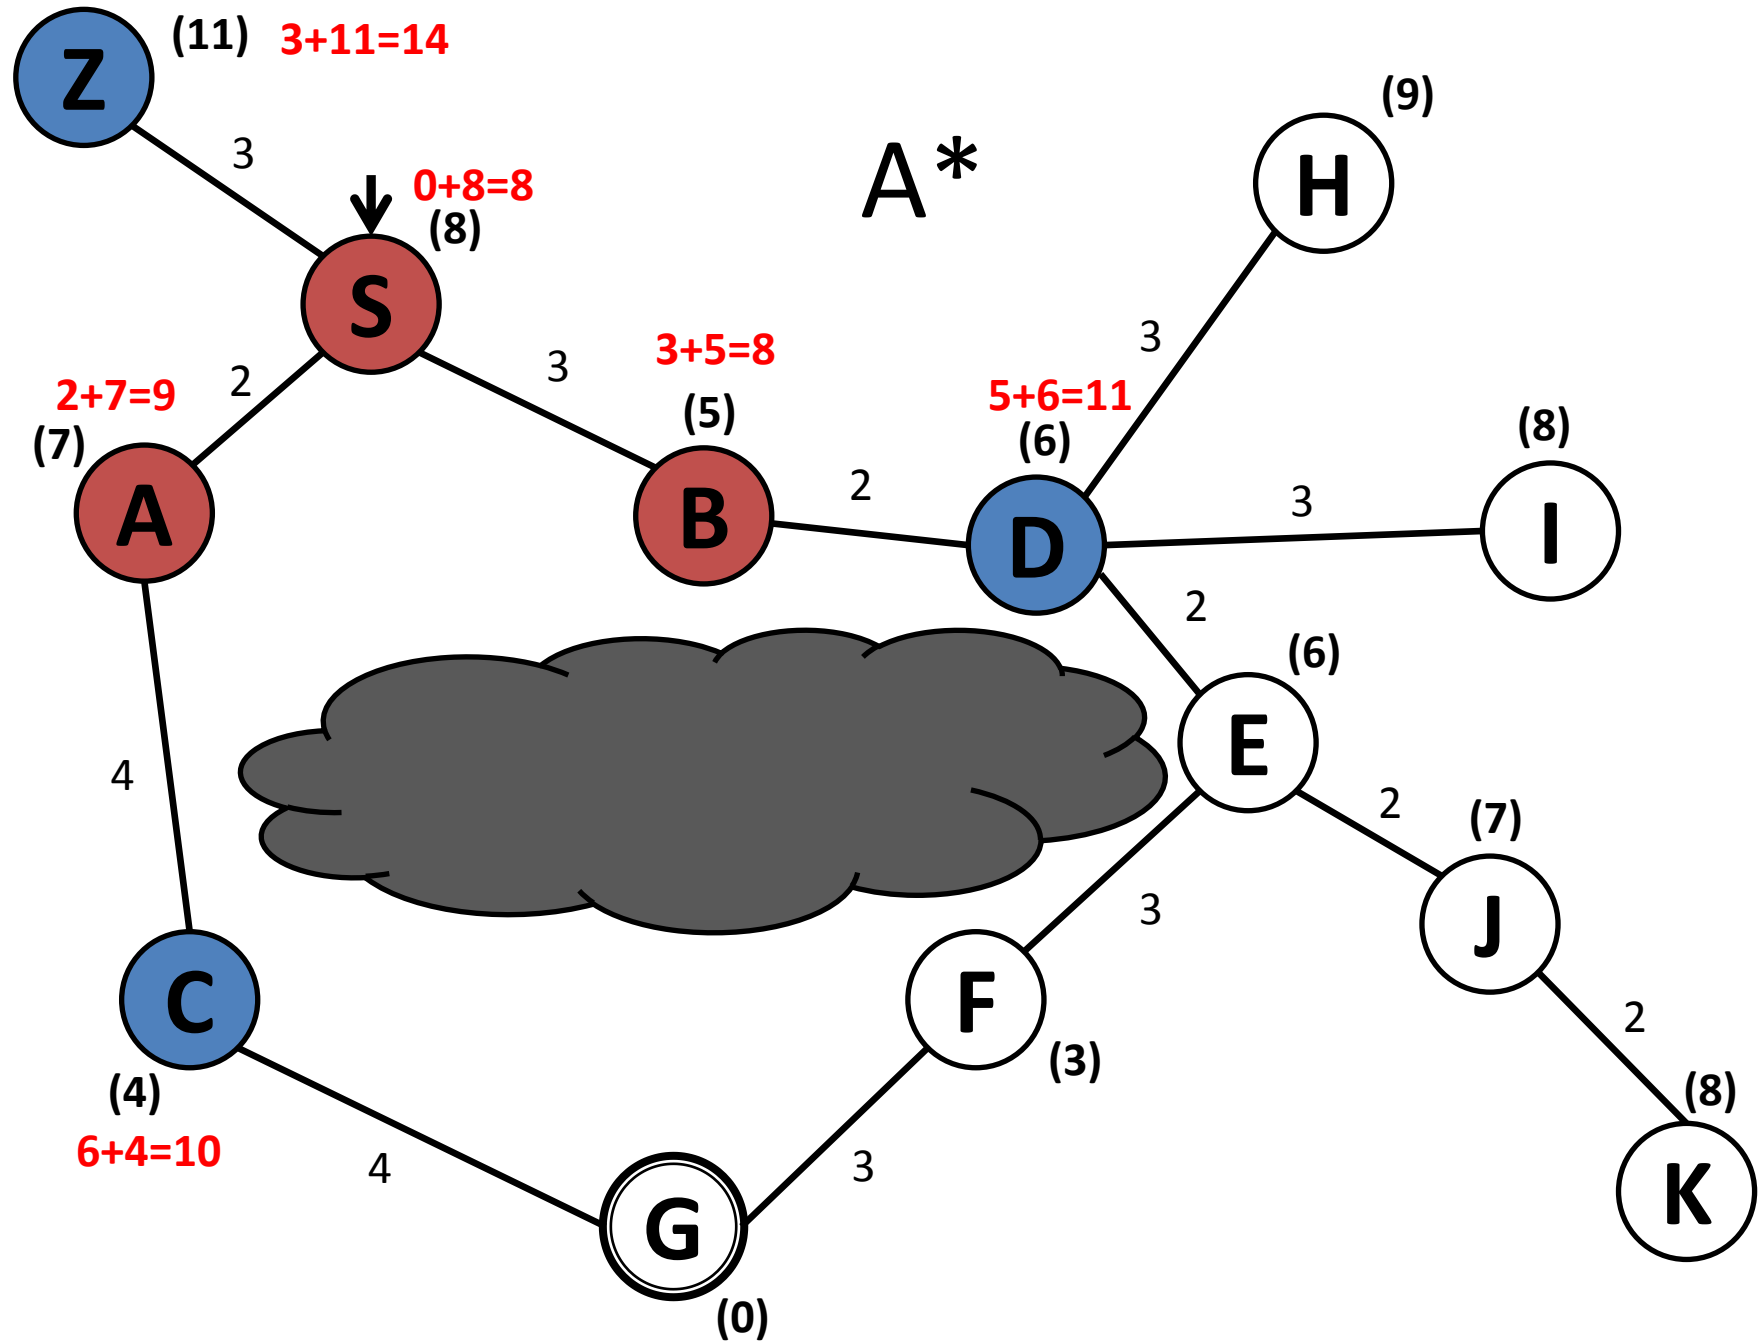 Z (11) 3+11=14
(9)
H
A*
3
0+8=8
(8)
S
3
3+5=8
(5)
3
2
2+7=9
(7)
5+6=11
(6)
(8)
A
B
2
D
3
I
2
(6)
E
4
2
(7)
3
J
C
F
2
(4)
(3)
(8)
6+4=10
4
3
G
K
(0)